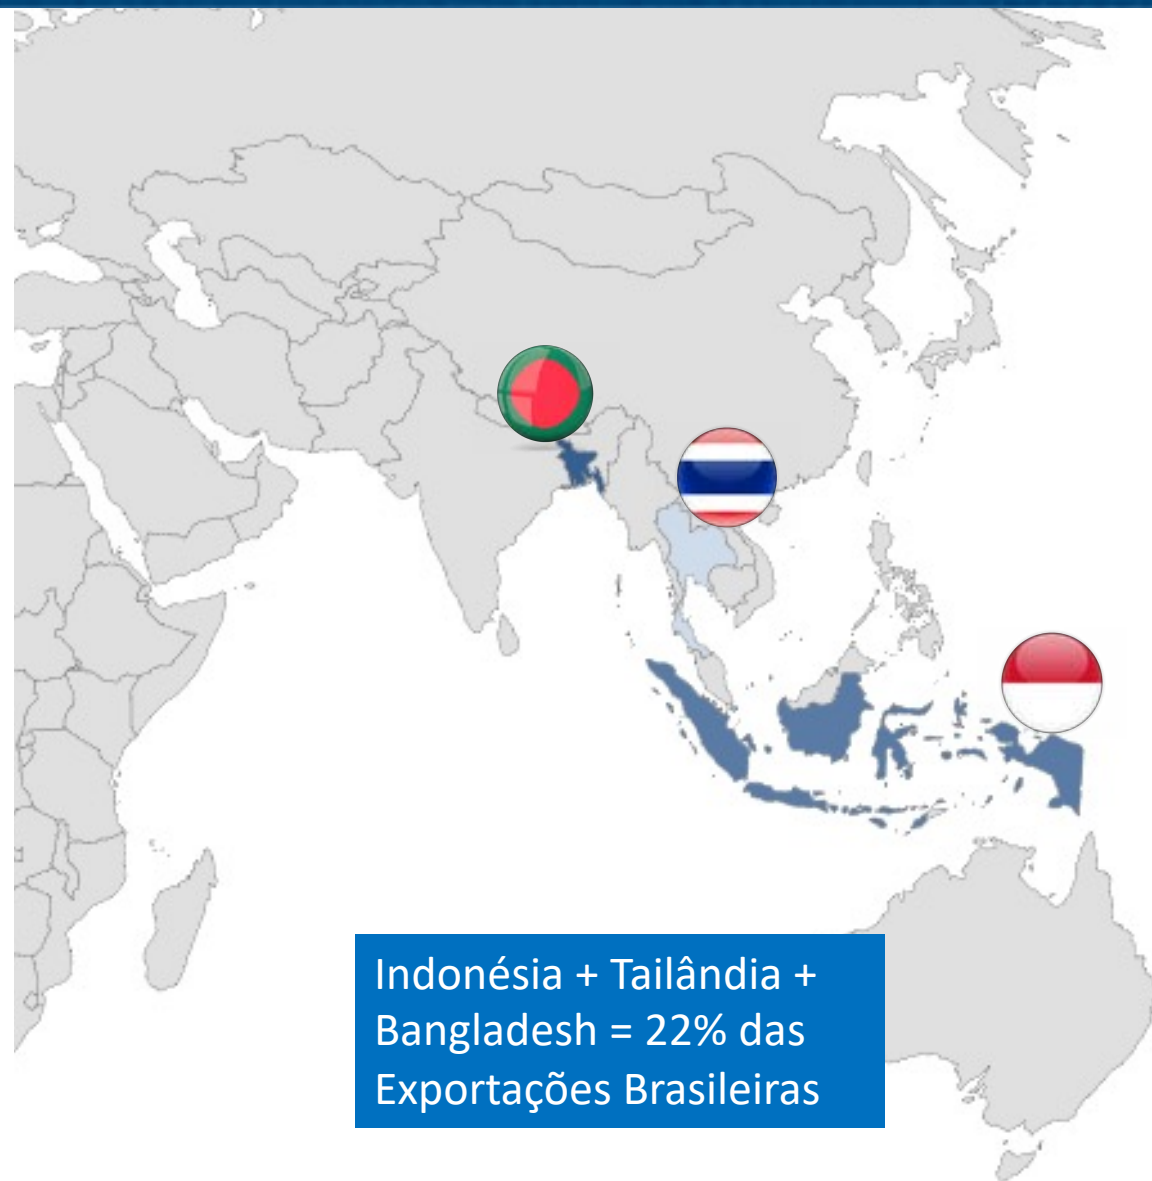 Indonésia + Tailândia +
Bangladesh = 22% das
Exportações Brasileiras